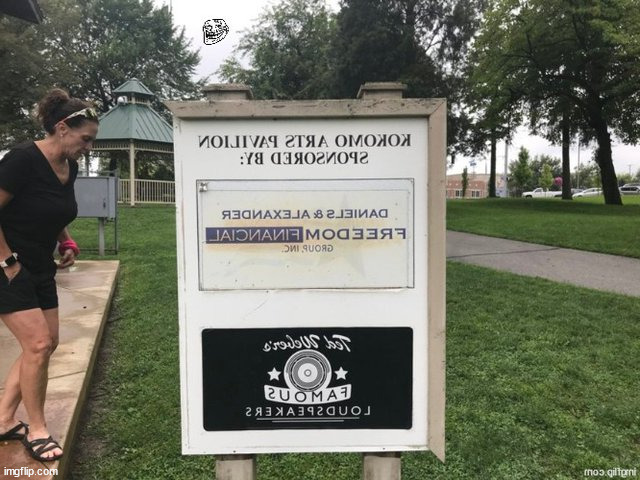 KOKOMO ARTS PAVILION
SPONSORED BY:
DANIELS & ALEXANDER
FREEDOM FINANCIAL
GROUP, INC.
Ted Weber's
FAMOUS
LOUDSPEAKERS
imgflip.com
imgflip.com